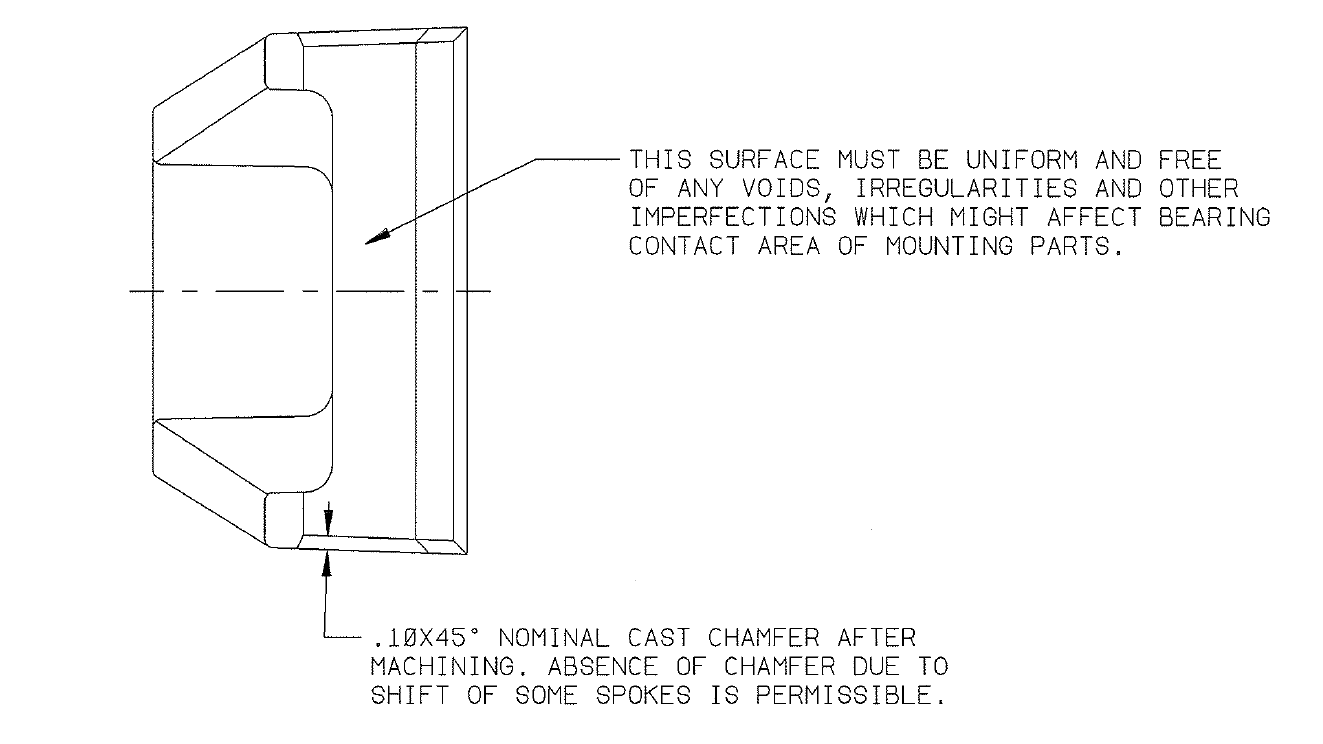 THIS SURFACE MUST BE UNIFORM AND FREE
OF ANY VOIDS, IRREGULARITIES AND OTHER
IMPERFECTIONS WHICH MIGHT AFFECT BEARING
CONTACT AREA OF MOUNTING PARTS.
.10X45° NOMINAL CAST CHAMFER AFTER
MACHINING. ABSENCE OF CHAMFER DUE TO
SHIFT OF SOME SPOKES IS PERMISSIBLE.